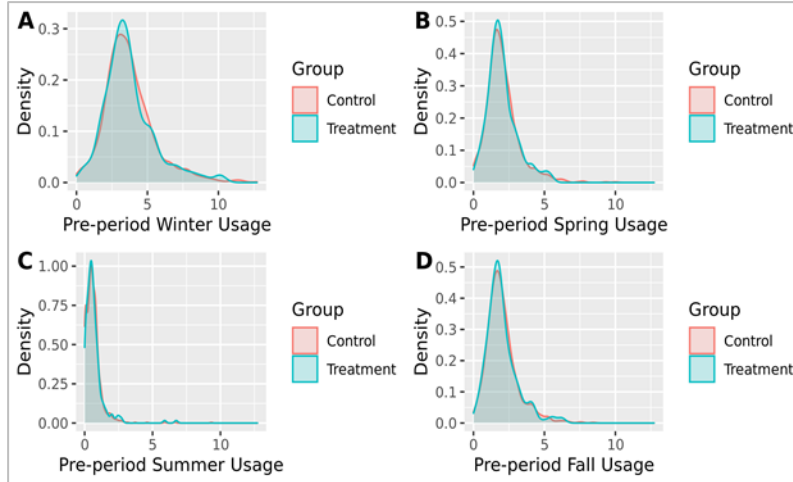 A
Density
0.3
0.2
0.1
0.0
0
5
10
Pre-period Winter Usage
Group
Control
Treatment
B
Density
0.5
0.4
0.3
0.2
0.1
0.0
0
5
10
Pre-period Spring Usage
Group
Control
Treatment
C
Density
1.00
0.75
0.50
0.25
0.00
0
5
10
Pre-period Summer Usage
Group
Control
Treatment
D
Density
0.5
0.4
0.3
0.2
0.1
0.0
0
5
10
Pre-period Fall Usage
Group
Control
Treatment